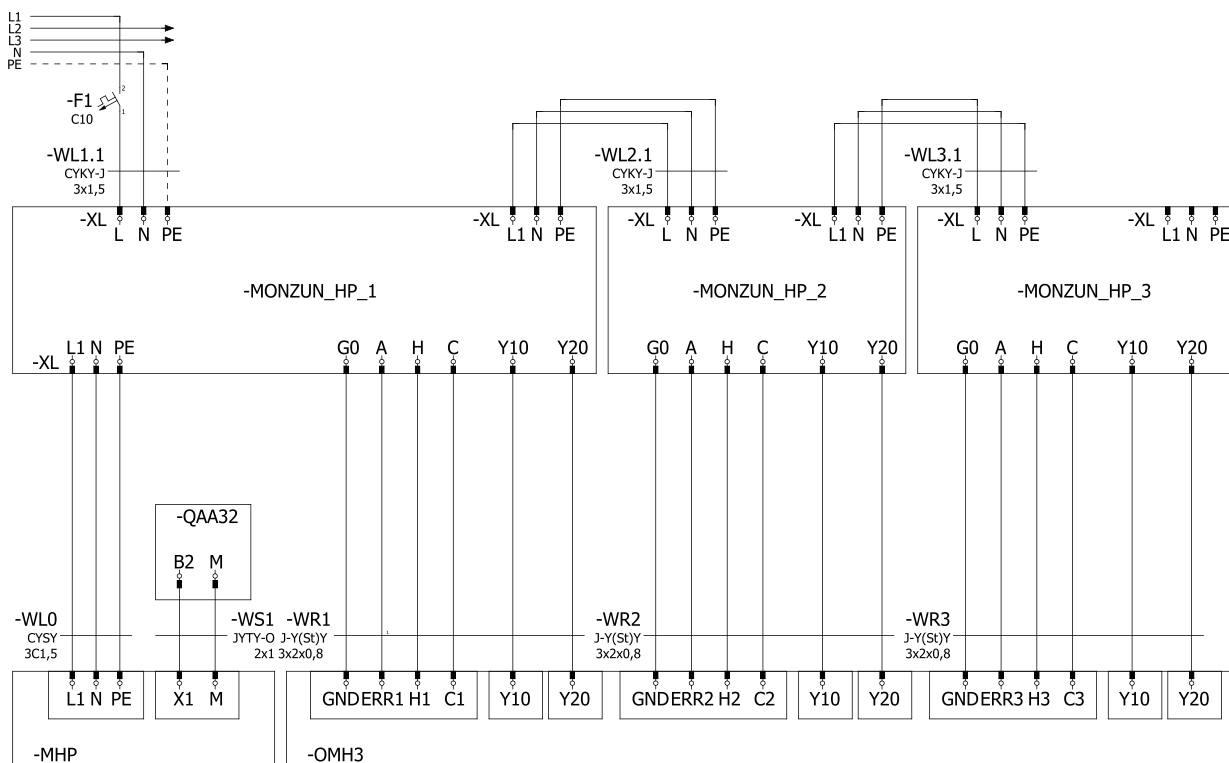 L1
L2
L3
N
PE
2
-F1
C10
1
-WL1.1
CYKY-J
3x1,5
-WL2.1
CYKY-J
3x1,5
-WL3.1
CYKY-J
3x1,5
-XL
L N PE
-XL
L1 N PE
-XL
L N PE
-XL
L1 N PE
-XL
L N PE
-XL
L1 N PE
-MONZUN_HP_1
-MONZUN_HP_2
-MONZUN_HP_3
-XL
L1 N PE
G0 A H C Y10 Y20
G0 A H C Y10 Y20
G0 A H C Y10 Y20
-QAA32
B2 M
-WL0
CYSY
3C1,5
-WS1
JYTY-O
2x1
-WR1
J-Y(St)Y
3x2x0,8
1
-WR2
J-Y(St)Y
3x2x0,8
-WR3
J-Y(St)Y
3x2x0,8
L1 N PE
X1 M
GND ERR1 H1 C1 Y10 Y20
GND ERR2 H2 C2 Y10 Y20
GND ERR3 H3 C3 Y10 Y20
-MHP
-OMH3